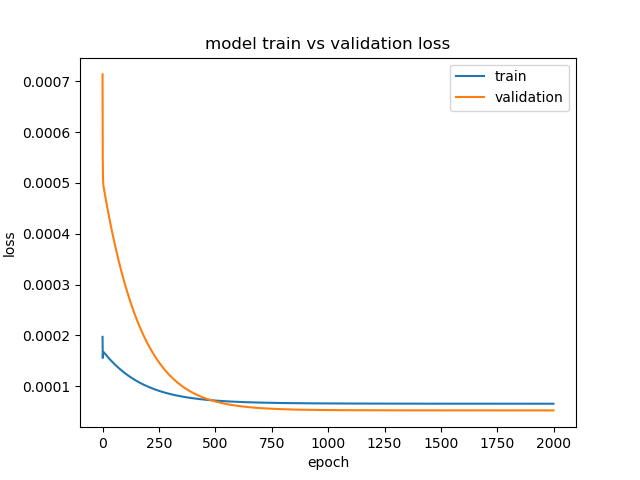 model train vs validation loss
train
validation
0.0007
0.0006
0.0005
0.0004
0.0003
0.0002
0.0001
loss
0 250 500 750 1000 1250 1500 1750 2000
epoch